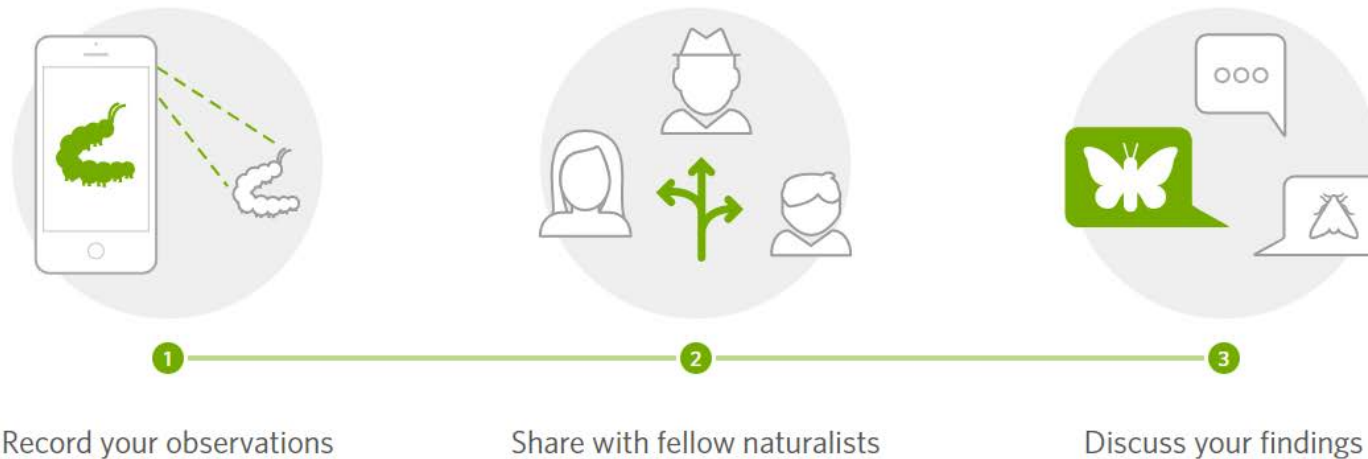 1
2
3
Record your observations
Share with fellow naturalists
Discuss your findings